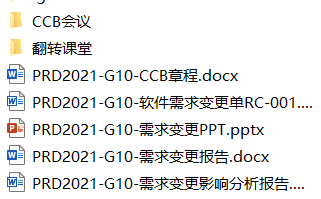 CCB会议
翻转课堂
PRD2021-G10-CCB章程.docx
PRD2021-G10-软件需求变更单RC-001....
PRD2021-G10-需求变更PPT.pptx
PRD2021-G10-需求变更报告.docx
PRD2021-G10-需求变更影响分析报告....